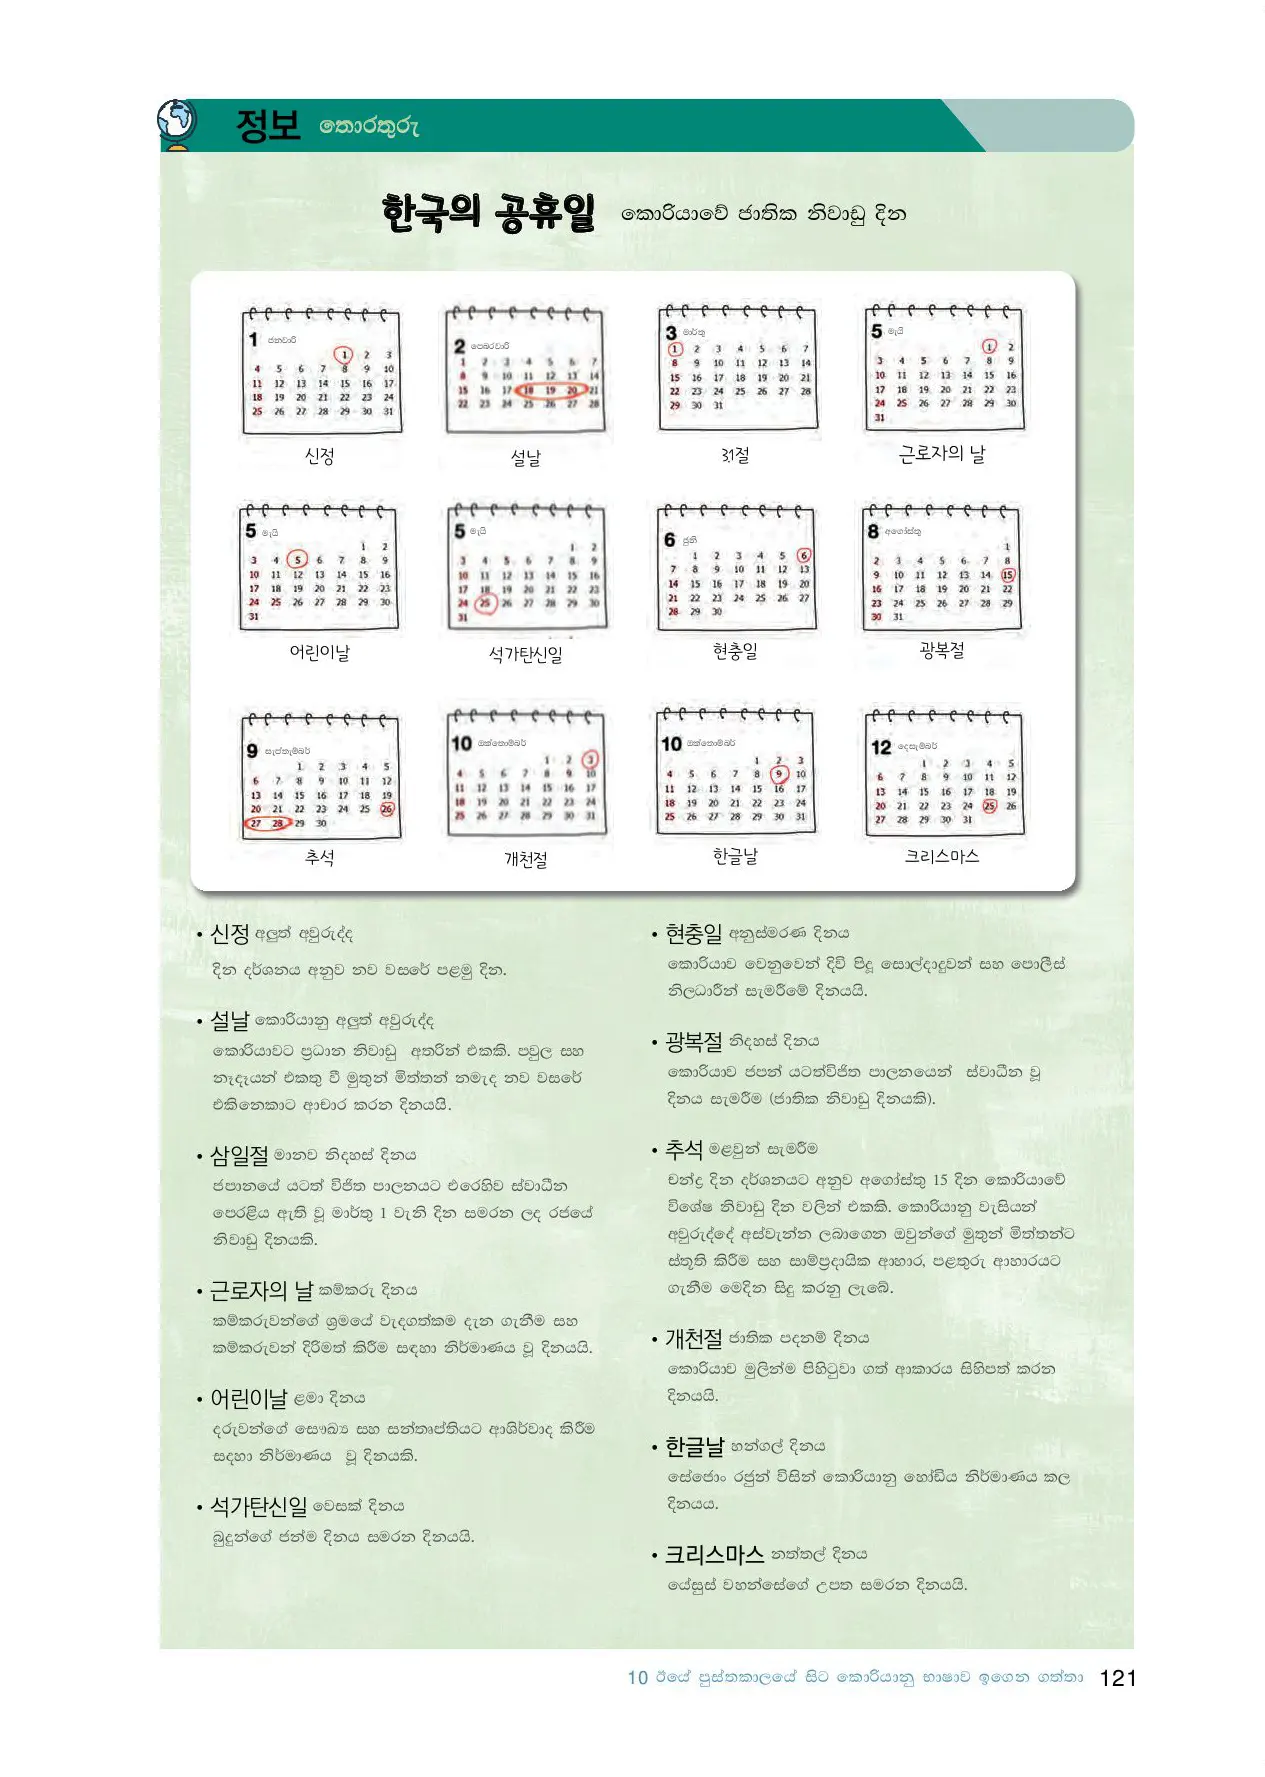 정보 තොරතුරු
한국의 공휴일 කොරියාවේ ජාතික නිවාඩු දින
1 ජනවාරි
1 2 3
4 5 6 7 8 9 10
11 12 13 14 15 16 17
18 19 20 21 22 23 24
25 26 27 28 29 30 31
신정
2 පෙබරවාරි
1 2 3 4 5 6 7
8 9 10 11 12 13 14
15 16 17 18 19 20 21
22 23 24 25 26 27 28
설날
3 මාර්තු
1 2 3 4 5 6 7
8 9 10 11 12 13 14
15 16 17 18 19 20 21
22 23 24 25 26 27 28
29 30 31
3.1절
5 මැයි
1 2
3 4 5 6 7 8 9
10 11 12 13 14 15 16
17 18 19 20 21 22 23
24 25 26 27 28 29 30
31
근로자의 날
5 මැයි
1 2
3 4 5 6 7 8 9
10 11 12 13 14 15 16
17 18 19 20 21 22 23
24 25 26 27 28 29 30
31
어린이날
5 මැයි
1 2
3 4 5 6 7 8 9
10 11 12 13 14 15 16
17 18 19 20 21 22 23
24 25 26 27 28 29 30
31
석가탄신일
6 ජුනි
1 2 3 4 5 6
7 8 9 10 11 12 13
14 15 16 17 18 19 20
21 22 23 24 25 26 27
28 29 30
현충일
8 අගෝස්තු
1
2 3 4 5 6 7 8
9 10 11 12 13 14 15
16 17 18 19 20 21 22
23 24 25 26 27 28 29
30 31
광복절
9 සැප්තැම්බර්
1 2 3 4 5
6 7 8 9 10 11 12
13 14 15 16 17 18 19
20 21 22 23 24 25 26
27 28 29 30
추석
10 ඔක්තොම්බර්
1 2 3
4 5 6 7 8 9 10
11 12 13 14 15 16 17
18 19 20 21 22 23 24
25 26 27 28 29 30 31
개천절
10 ඔක්තොම්බර්
1 2 3
4 5 6 7 8 9 10
11 12 13 14 15 16 17
18 19 20 21 22 23 24
25 26 27 28 29 30 31
한글날
12 දෙසැම්බර්
1 2 3 4 5
6 7 8 9 10 11 12
13 14 15 16 17 18 19
20 21 22 23 24 25 26
27 28 29 30 31
크리스마스
• 신정 අලුත් අවුරුද්ද
දින දර්ශනය අනුව නව වසරේ පළමු දින.
• 설날 කොරියානු අලුත් අවුරුද්ද
කොරියාවට ප්‍රධාන නිවාඩු අතරින් එකකි. පවුල සහ
නෑදෑයන් එකතු වී මුතුන් මිත්තන් නමැද නව වසරේ
එකිනෙකාට ආචාර කරන දිනයයි.
• 삼일절 මානව නිදහස් දිනය
ජපානයේ යටත් විජිත පාලනයට එරෙහිව ස්වාධීන
පෙරළිය ඇති වූ මාර්තු 1 වැනි දින සමරන ලද රජයේ
නිවාඩු දිනයකි.
• 근로자의 날 කම්කරු දිනය
කම්කරුවන්ගේ ශ්‍රමයේ වැදගත්කම දැන ගැනීම සහ
කම්කරුවන් දිරිමත් කිරීම සඳහා නිර්මාණය වූ දිනයයි.
• 어린이날 ළමා දිනය
දරුවන්ගේ සෞඛ්‍ය සහ සන්තෘප්තියට ආශිර්වාද කිරීම
සදහා නිර්මාණය වූ දිනයකි.
• 석가탄신일 වෙසක් දිනය
බුදුන්ගේ ජන්ම දිනය සමරන දිනයයි.
• 현충일 අනුස්මරණ දිනය
කොරියාව වෙනුවෙන් දිවි පිදූ සොල්දාදුවන් සහ පොලීස්
නිලධාරීන් සැමරීමේ දිනයයි.
• 광복절 නිදහස් දිනය
කොරියාව ජපන් යටත්විජිත පාලනයෙන් ස්වාධීන වූ
දිනය සැමරීම (ජාතික නිවාඩු දිනයකි).
• 추석 මළවුන් සැමරීම
චන්ද්‍ර දින දර්ශනයට අනුව අගෝස්තු 15 දින කොරියාවේ
විශේෂ නිවාඩු දින වලින් එකකි. කොරියානු වැසියන්
අවුරුද්දේ අස්වැන්න ලබාගෙන ඔවුන්ගේ මුතුන් මිත්තන්ට
ස්තූති කිරීම සහ සාම්ප්‍රදායික ආහාර, පළතුරු ආහාරයට
ගැනීම මෙදින සිදු කරනු ලැබේ.
• 개천절 ජාතික පදනම් දිනය
කොරියාව මුලින්ම පිහිටුවා ගත් ආකාරය සිහිපත් කරන
දිනයයි.
• 한글날 හන්ගල් දිනය
සේජොං රජුන් විසින් කොරියානු හෝඩිය නිර්මාණය කල
දිනයය.
• 크리스마스 නත්තල් දිනය
යේසුස් වහන්සේගේ උපත සමරන දිනයයි.
10 ඊයේ පුස්තකාලයේ සිට කොරියානු භාෂාව ඉගෙන ගත්තා 121